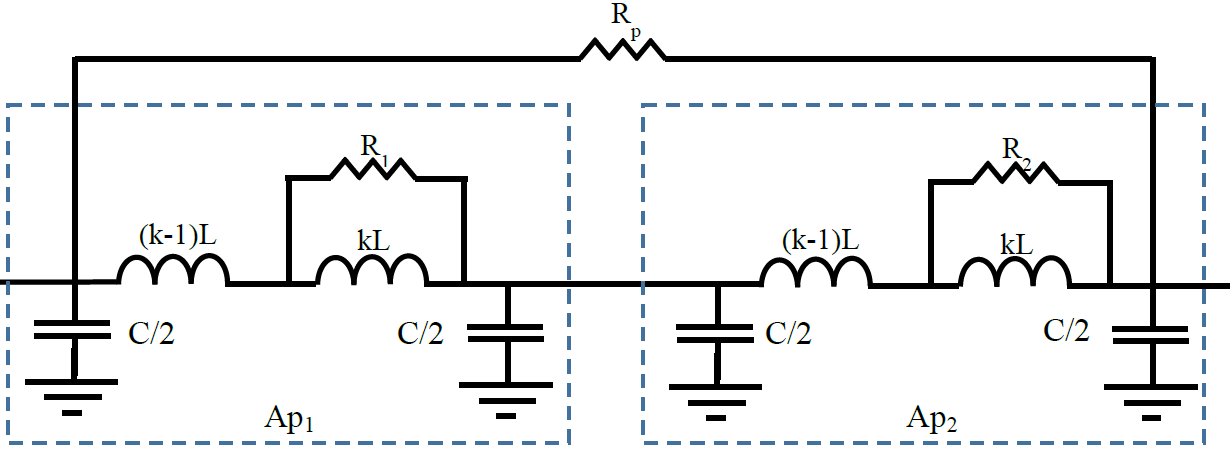 Rp
R1
R2
(k-1)L
kL
(k-1)L
kL
C/2
C/2
C/2
C/2
Ap1
Ap2